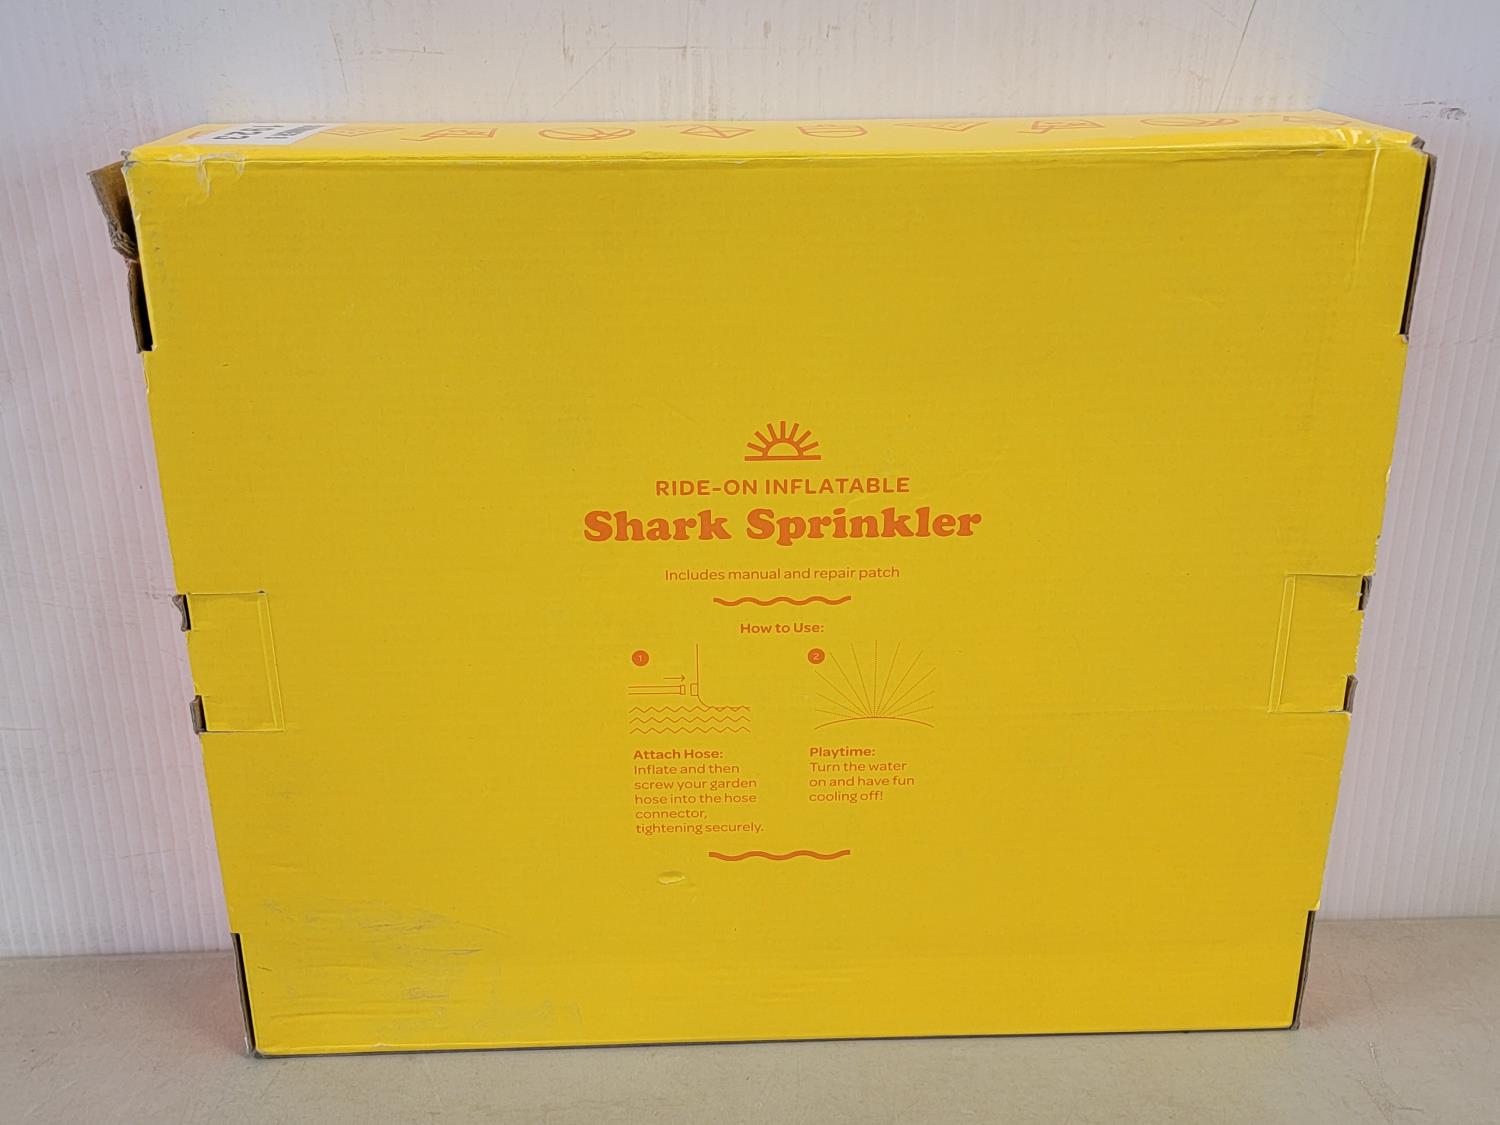 RIDE-ON INFLATABLE
Shark Sprinkler
Includes manual and repair patch
How to Use:
1
Attach Hose:
Inflate and then
screw your garden
hose into the hose
connector,
tightening securely.
2
Playtime:
Turn the water
on and have fun
cooling off!